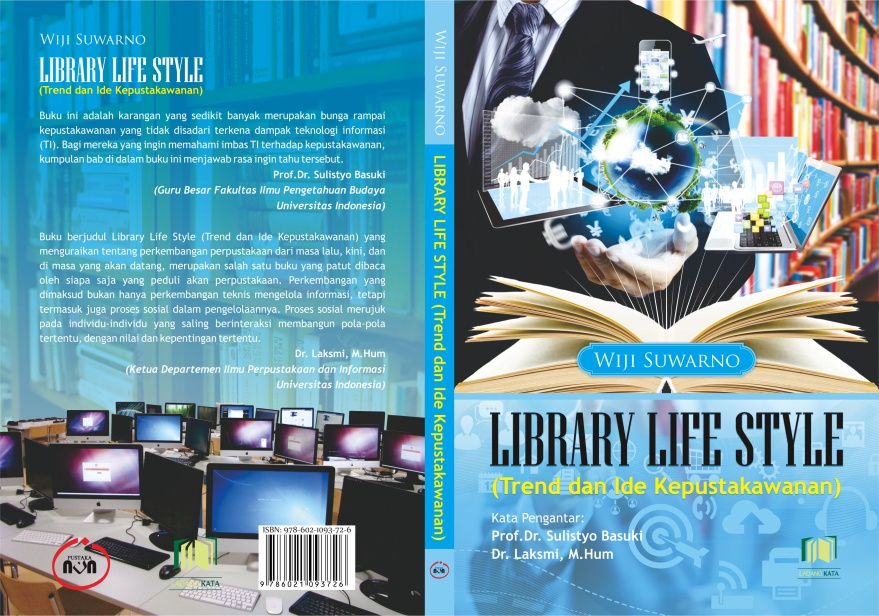 WIJI SUWARNO
LIBRARY LIFE STYLE
(Trend dan Ide Kepustakawanan)
Buku ini adalah karangan yang sedikit banyak merupakan bunga rampai
kepustakawanan yang tidak disadari terkena dampak teknologi informasi
(TI). Bagi mereka yang ingin memahami imbas TI terhadap kepustakawanan,
kumpulan bab di dalam buku ini menjawab rasa ingin tahu tersebut.
Prof.Dr. Sulistyo Basuki
(Guru Besar Fakultas Ilmu Pengetahuan Budaya
Universitas Indonesia)
Buku berjudul Library Life Style (Trend dan Ide Kepustakawanan) yang
menguraikan tentang perkembangan perpustakaan dari masa lalu, kini, dan
di masa yang akan datang, merupakan salah satu buku yang patut dibaca
oleh siapa saja yang peduli akan perpustakaan. Perkembangan yang
dimaksud bukan hanya perkembangan teknis mengelola informasi, tetapi
termasuk juga proses sosial dalam pengelolaannya. Proses sosial merujuk
pada individu-individu yang saling berinteraksi membangun pola-pola
tertentu, dengan nilai dan kepentingan tertentu.
Dr. Laksmi, M.Hum
(Ketua Departemen Ilmu Perpustakaan dan Informasi
Universitas Indonesia)
PUSTAKA
KATA
ISBN: 978-602-1093-72-6
9 786021 093726
WIJI SUWARNO
LIBRARY LIFE STYLE (Trend dan Ide Kepustakawanan)
WIJI SUWARNO
LIBRARY LIFE STYLE
(Trend dan Ide Kepustakawanan)
Kata Pengantar:
Prof.Dr. Sulistyo Basuki
Dr. Laksmi, M.Hum